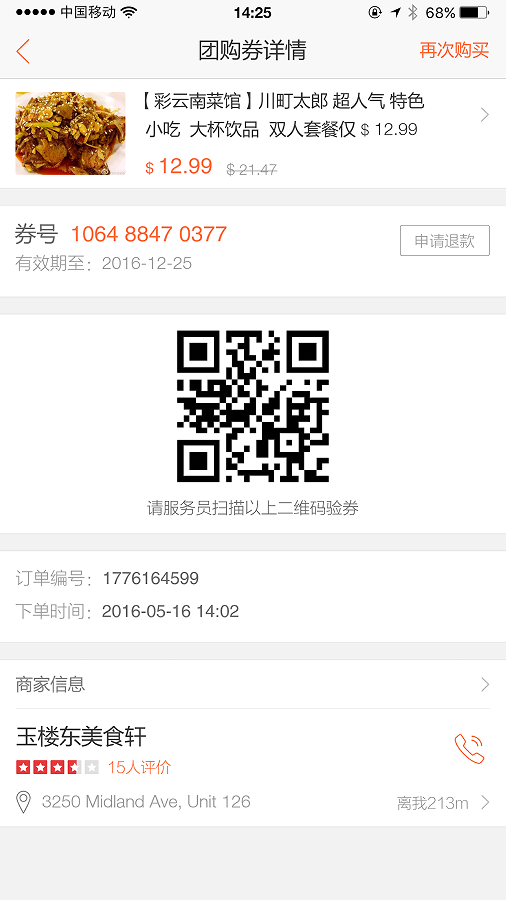 中国移动 14:25 68%
团购券详情 再次购买
【彩云南菜馆】川町太郎 超人气 特色
小吃 大杯饮品 双人套餐仅 $ 12.99
$ 12.99 $ 21.47
券号 1064 8847 0377
申请退款
有效期至：2016-12-25
请服务员扫描以上二维码验券
订单编号：1776164599
下单时间：2016-05-16 14:02
商家信息
玉楼东美食轩
15人评价
3250 Midland Ave, Unit 126 离我213m